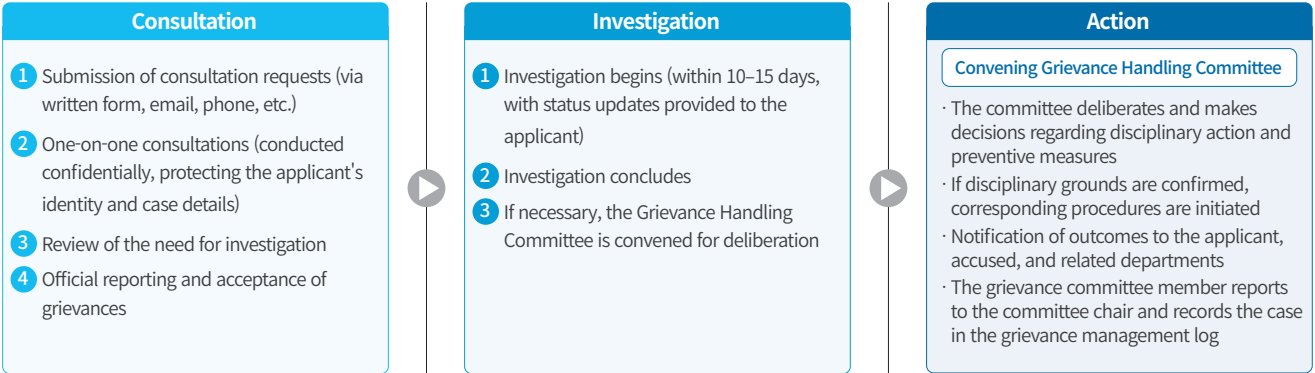 Consultation
1 Submission of consultation requests (via
written form, email, phone, etc.)
2 One-on-one consultations (conducted
confidentially, protecting the applicant's
identity and case details)
3 Review of the need for investigation
4 Official reporting and acceptance of
grievances
Investigation
1 Investigation begins (within 10–15 days,
with status updates provided to the
applicant)
2 Investigation concludes
3 If necessary, the Grievance Handling
Committee is convened for deliberation
Action
Convening Grievance Handling Committee
· The committee deliberates and makes
decisions regarding disciplinary action and
preventive measures
· If disciplinary grounds are confirmed,
corresponding procedures are initiated
· Notification of outcomes to the applicant,
accused, and related departments
· The grievance committee member reports
to the committee chair and records the case
in the grievance management log